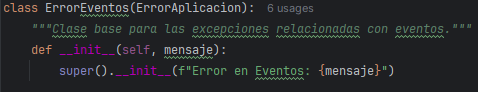 class ErrorEventos(ErrorAplicacion): 6 usages
    """Clase base para las excepciones relacionadas con eventos."""
    def __init__(self, mensaje):
        super().__init__(f"Error en Eventos: {mensaje}")